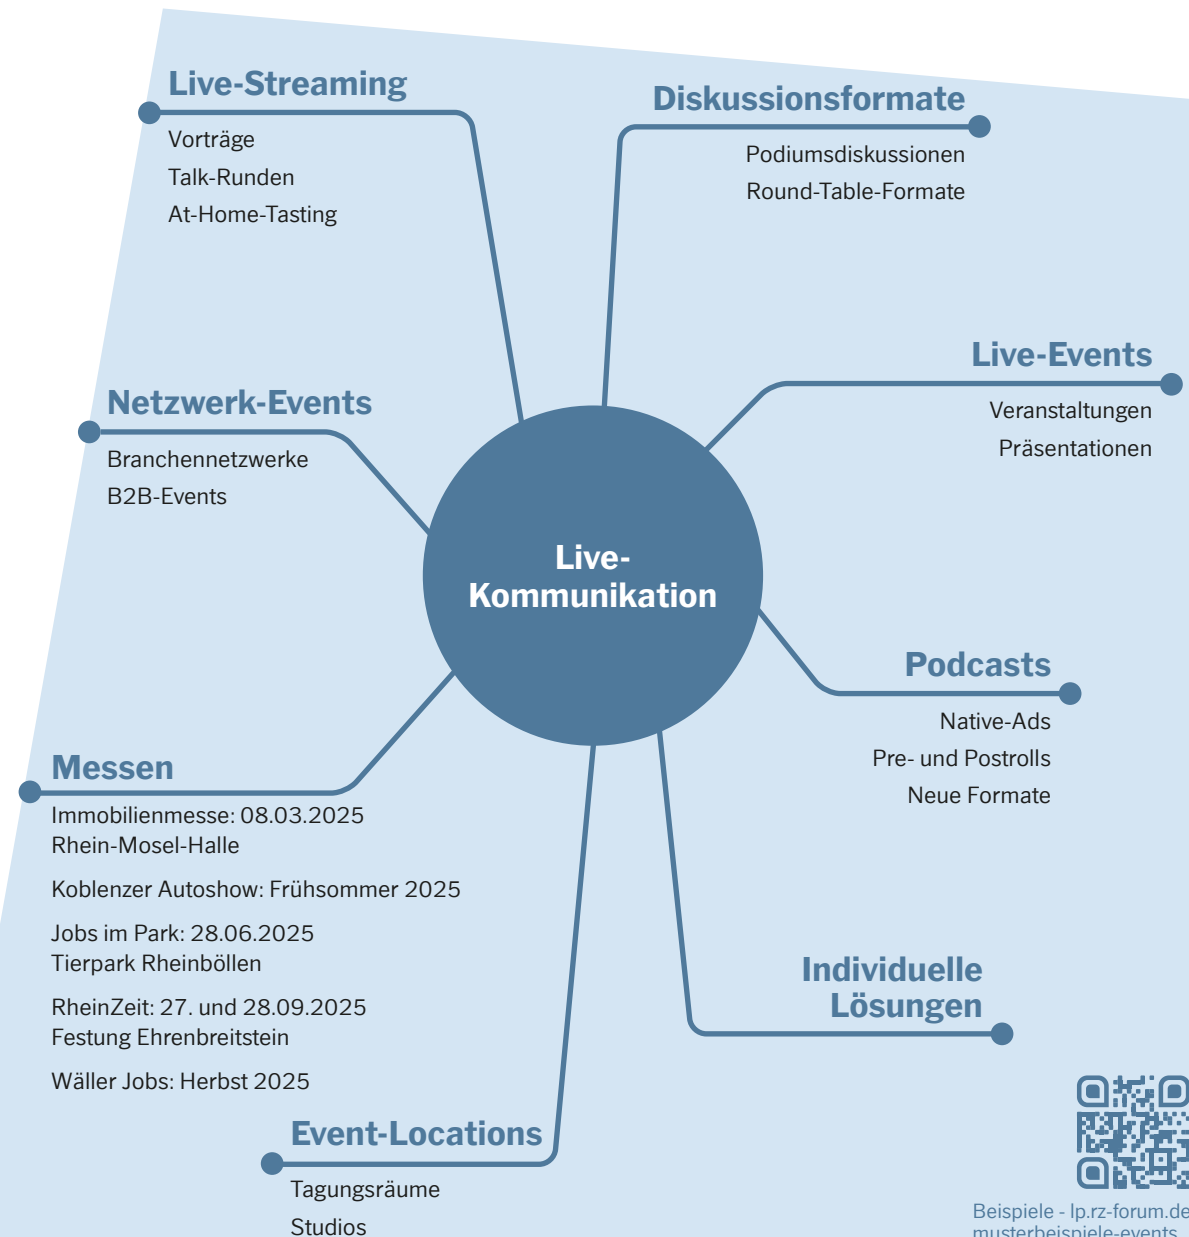 Live-Streaming
Vorträge
Talk-Runden
At-Home-Tasting
Diskussionsformate
Podiumsdiskussionen
Round-Table-Formate
Netzwerk-Events
Branchennetzwerke
B2B-Events
Live-Events
Veranstaltungen
Präsentationen
Live-
Kommunikation
Podcasts
Native-Ads
Pre- und Postrolls
Neue Formate
Messen
Immobilienmesse: 08.03.2025
Rhein-Mosel-Halle
Koblenzer Autoshow: Frühsommer 2025
Jobs im Park: 28.06.2025
Tierpark Rheinböllen
RheinZeit: 27. und 28.09.2025
Festung Ehrenbreitstein
Wäller Jobs: Herbst 2025
Individuelle
Lösungen
Event-Locations
Tagungsräume
Studios
Beispiele - lp.rz-forum.de
musterbeispiele-events